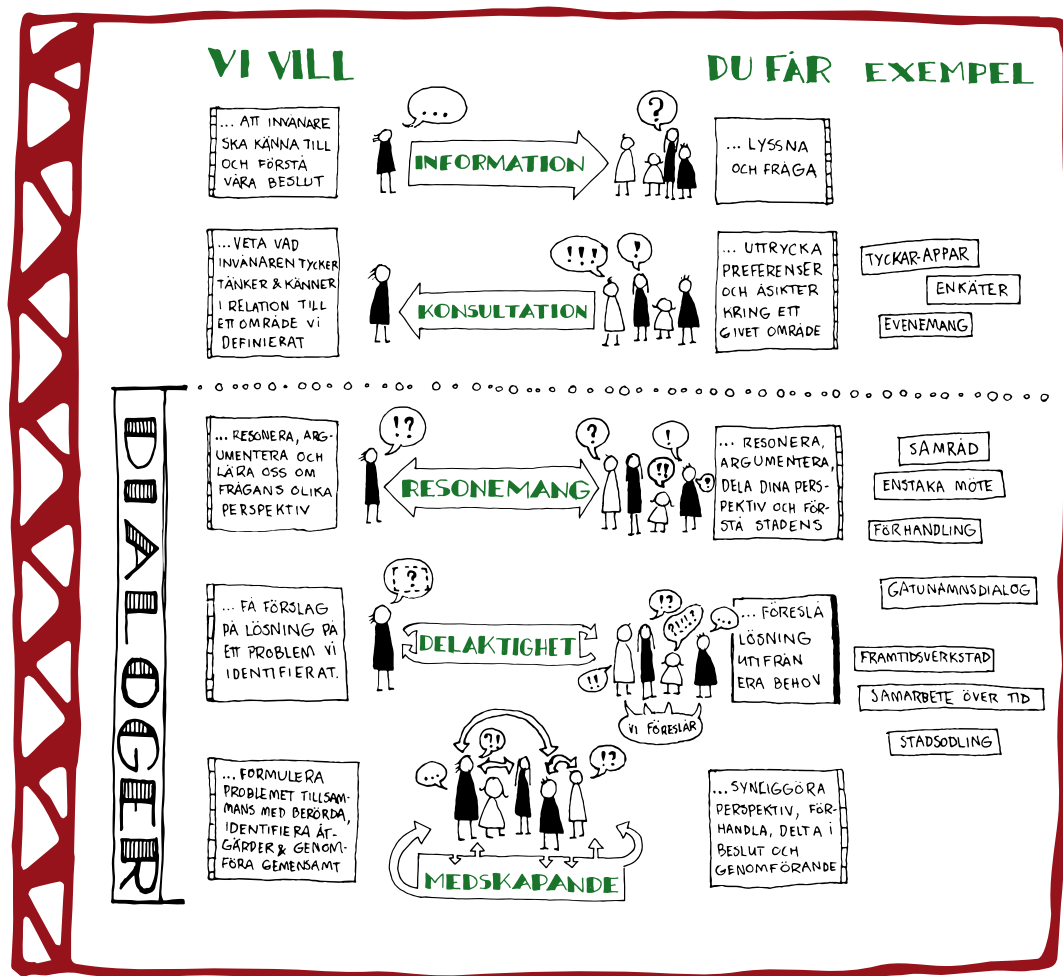 VI VILL
DU FÅR
EXEMPEL
... ATT INVÅNARE
SKA KÄNNA TILL
OCH FÖRSTÅ
VÅRA BESLUT
...
INFORMATION
?
... LYSSNA
OCH FRÅGA
... VETA VAD
INVÅNAREN TYCKER
TÄNKER & KÄNNER
I RELATION TILL
ETT OMRÅDE VI
DEFINIERAT
KONSULTATION
!!!
!
... UTTRYCKA
PREFERENSER
OCH ÅSIKTER
KRING ETT
GIVET OMRÅDE
TYCKAR-APPAR
ENKÄTER
EVENEMANG
DIALOGER
... RESONERA, ARG-
UMENTERA OCH
LÄRA OSS OM
FRÅGANS OLIKA
PERSPEKTIV
!?
RESONEMANG
?
!
!!
?
... RESONERA,
ARGUMENTERA,
DELA DINA PERS-
PEKTIV OCH FÖR-
STÅ STADENS
SAMRÅD
ENSTAKA MÖTE
FÖRHANDLING
... FÅ FÖRSLAG
PÅ LÖSNING PÅ
ETT PROBLEM VI
IDENTIFIERAT.
?
DELAKTIGHET
!?
?!!!?
...
!!
VI FÖRESLÅR
... FÖRESLÅ
LÖSNING
UTIFRÅN
ERA BEHOV
GATUNAMNSDIALOG
FRAMTIDSVERKSTAD
SAMARBETE ÖVER TID
STADSODLING
... FORMULERA
PROBLEMET TILLSAM-
MANS MED BERÖRDA,
IDENTIFIERA ÅT-
GÄRDER & GENOM-
FÖRA GEMENSAMT
...
?!
!?
MEDSKAPANDE
... SYNLIGGÖRA
PERSPEKTIV, FÖR-
HANDLA, DELTA I
BESLUT OCH
GENOMFÖRANDE